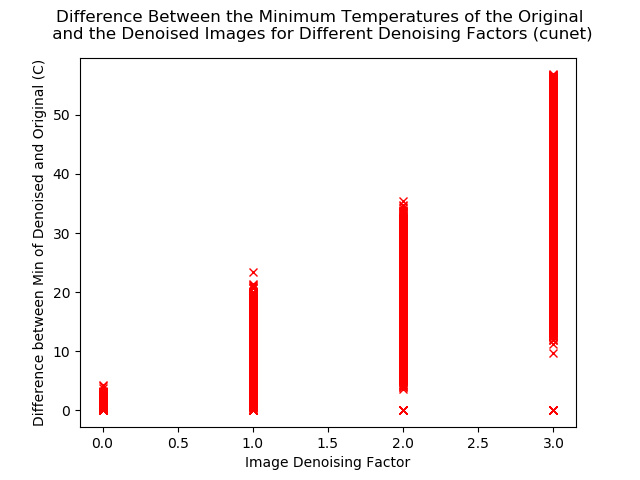 Difference Between the Minimum Temperatures of the Original
and the Denoised Images for Different Denoising Factors (cunet)
Difference between Min of Denoised and Original (C)
50
40
30
20
10
0
0.0 0.5 1.0 1.5 2.0 2.5 3.0
Image Denoising Factor